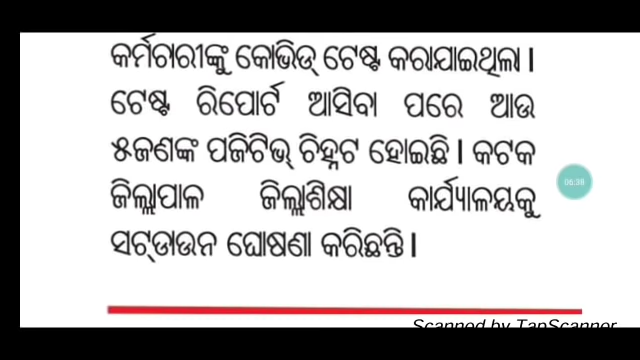 କର୍ମଚାରୀଙ୍କୁ କୋଭିଡ୍ ଟେଷ୍ଟ କରାଯାଇଥିଲା ।
ଟେଷ୍ଟ ରିପୋର୍ଟ ଆସିବା ପରେ ଆଉ
୫ଜଣଙ୍କ ପଜିଟିଭ୍ ଚିହ୍ନଟ ହୋଇଛି । କଟକ
06:38
ଜିଲ୍ଲାପାଳ ଜିଲ୍ଲାଶିକ୍ଷା କାର୍ଯ୍ୟାଳୟକୁ
ସଟ୍‌ଡାଉନ ଘୋଷଣା କରିଛନ୍ତି ।
Scanned by TapScanner